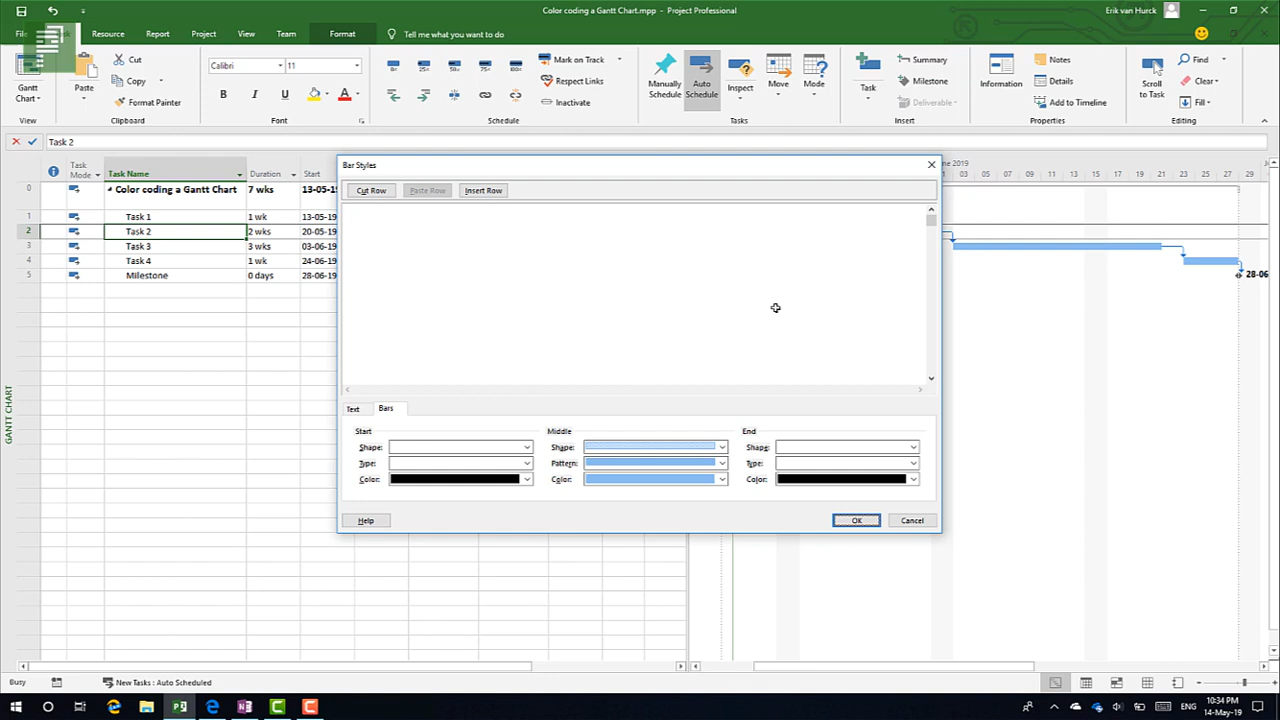 Color coding a Gantt Chart.mpp - Project Professional
Erik van Hurck
Resource Report Project View Team Format Tell me what you want to do
Gantt Chart
View
Paste
Cut
Copy
Format Painter
Clipboard
Calibri 11
B I U A
Font
0% 25% 50% 75% 100%
Mark on Track
Respect Links
Inactivate
Schedule
Manually Schedule
Auto Schedule
Inspect
Move
Mode
Tasks
Task
Summary
Milestone
Deliverable
Insert
Information
Notes
Details
Add to Timeline
Properties
Scroll to Task
Find
Clear
Fill
Editing
Task 2
Task Mode Task Name Duration Start
0 Color coding a Gantt Chart 7 wks 13-05-19
1 Task 1 1 wk 13-05-19
2 Task 2 2 wks 20-05-19
3 Task 3 3 wks 03-06-19
4 Task 4 1 wk 24-06-19
5 Milestone 0 days 28-06-19
Bar Styles
Cut Row Paste Row Insert Row
Text Bars
Start Middle End
Shape: Shape: Shape:
Type: Pattern: Type:
Color: Color: Color:
Help OK Cancel
une 2019
01 03 05 07 09 11 13 15 17 19 21 23 25 27 29
28-06
GANTT CHART
Busy New Tasks : Auto Scheduled
10:34 PM
14-May-19